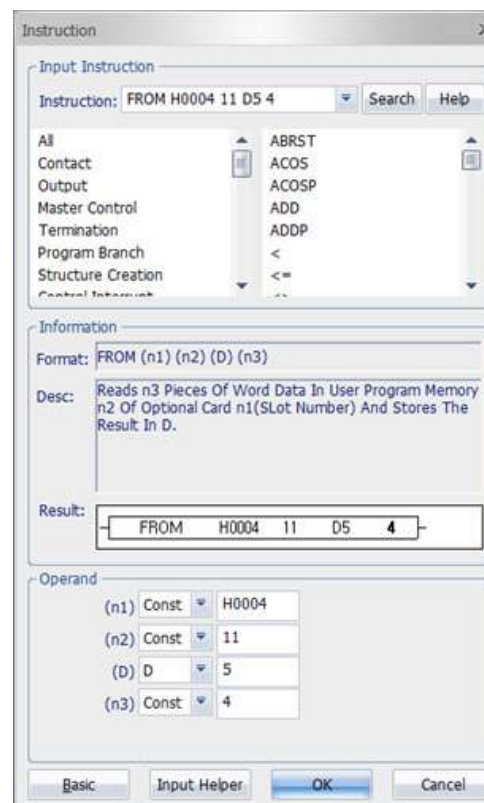 Instruction
Input Instruction
Instruction: FROM H0004 11 D5 4 Search Help
All
Contact
Output
Master Control
Termination
Program Branch
Structure Creation
ABRST
ACOS
ACOSP
ADD
ADDP
<
<=
Information
Format: FROM (n1) (n2) (D) (n3)
Desc: Reads n3 Pieces Of Word Data In User Program Memory
n2 Of Optional Card n1(SLot Number) And Stores The
Result In D.
Result: FROM H0004 11 D5 4
Operand
(n1) Const H0004
(n2) Const 11
(D) D 5
(n3) Const 4
Basic Input Helper OK Cancel